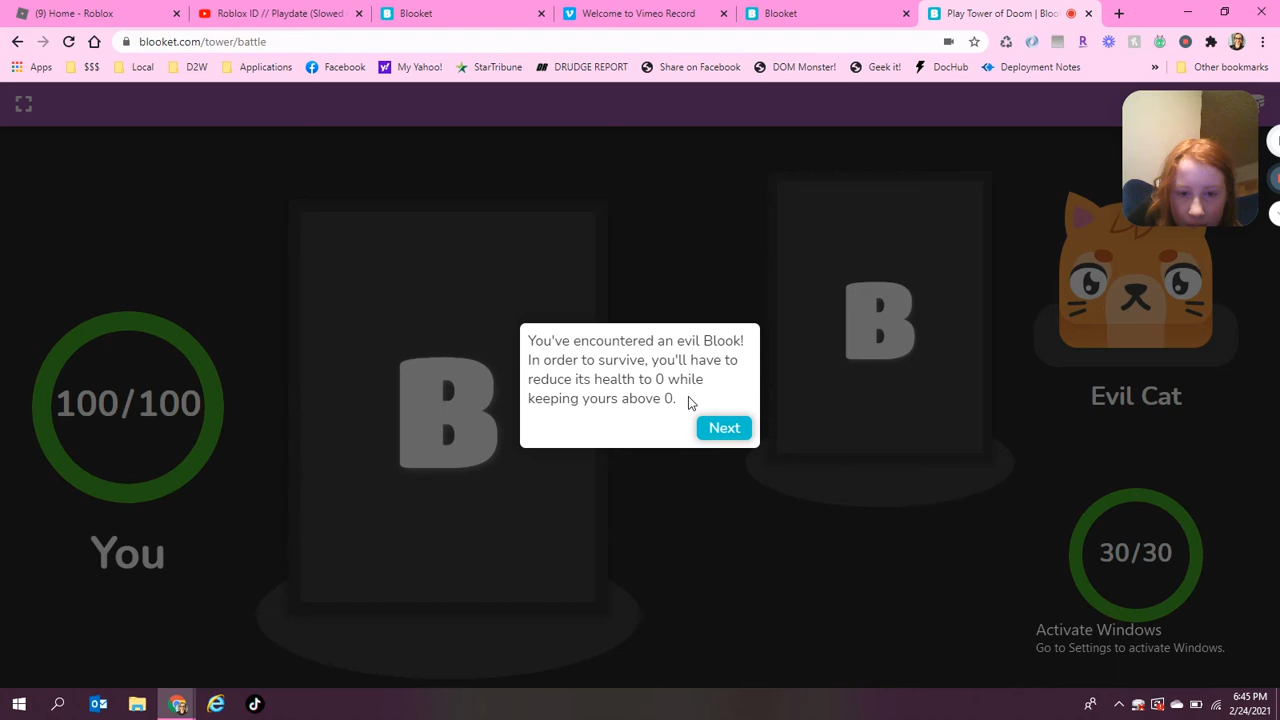 (9) Home - Roblox
Roblox ID // Playdate (Slowed
Blooket
Welcome to Vimeo Record
Blooket
Play Tower of Doom | Bloo
blooket.com/tower/battle
Apps $$$ Local D2W Applications Facebook My Yahoo! StarTribune DRUDGE REPORT Share on Facebook DOM Monster! Geek it! DocHub Deployment Notes » Other bookmarks
B
B
You've encountered an evil Blook!
In order to survive, you'll have to
reduce its health to 0 while
keeping yours above 0.
Next
100/100
You
Evil Cat
30/30
Activate Windows
Go to Settings to activate Windows.
6:45 PM
2/24/2021